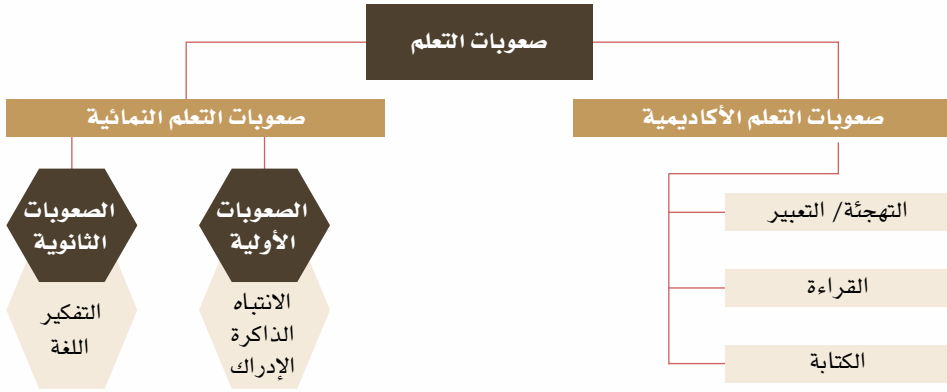 صعوبات التعلم
صعوبات التعلم الأكاديمية
التهجئة/ التعبير
القراءة
الكتابة
صعوبات التعلم النمائية
الصعوبات
الأولية
الانتباه
الذاكرة
الإدراك
الصعوبات
الثانوية
التفكير
اللغة